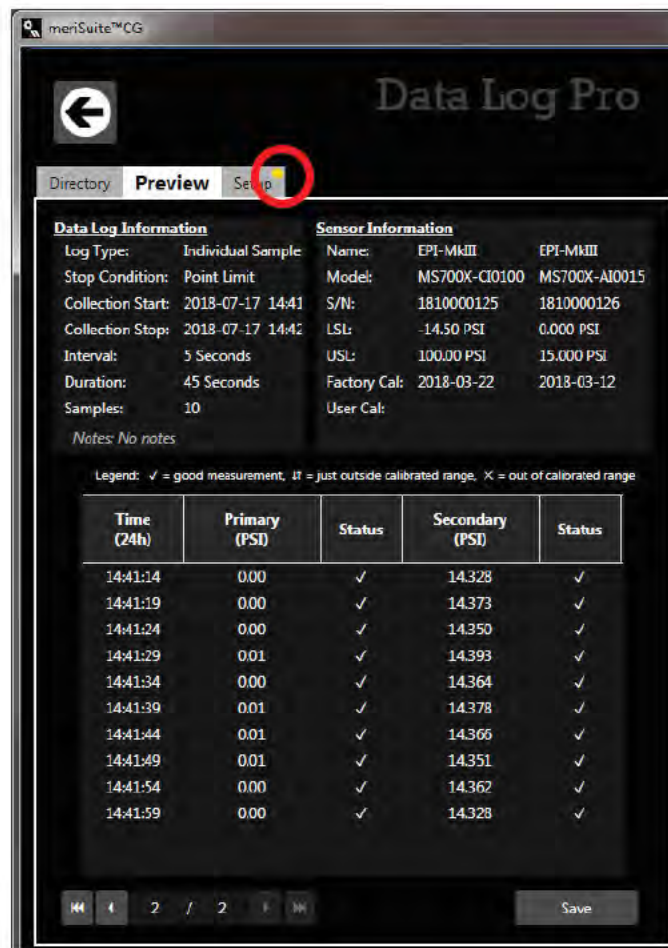 meriSuite™CG
Data Log Pro
Directory Preview Setup
Data Log Information
Log Type: Individual Sample
Stop Condition: Point Limit
Collection Start: 2018-07-17 14:41
Collection Stop: 2018-07-17 14:42
Interval: 5 Seconds
Duration: 45 Seconds
Samples: 10
Notes: No notes
Sensor Information
Name: EPI-MkIII EPI-MkIII
Model: MS700X-CI0100 MS700X-AI0015
S/N: 1810000125 1810000126
LSL: -14.50 PSI 0.000 PSI
USL: 100.00 PSI 15.000 PSI
Factory Cal: 2018-03-22 2018-03-12
User Cal:
Legend: ✓ = good measurement, ↓↑ = just outside calibrated range, ✕ = out of calibrated range
Time (24h) Primary (PSI) Status Secondary (PSI) Status
14:41:14 0.00 ✓ 14.328 ✓
14:41:19 0.00 ✓ 14.373 ✓
14:41:24 0.00 ✓ 14.350 ✓
14:41:29 0.01 ✓ 14.393 ✓
14:41:34 0.00 ✓ 14.364 ✓
14:41:39 0.01 ✓ 14.378 ✓
14:41:44 0.01 ✓ 14.366 ✓
14:41:49 0.01 ✓ 14.351 ✓
14:41:54 0.00 ✓ 14.362 ✓
14:41:59 0.00 ✓ 14.328 ✓
2 / 2
Save